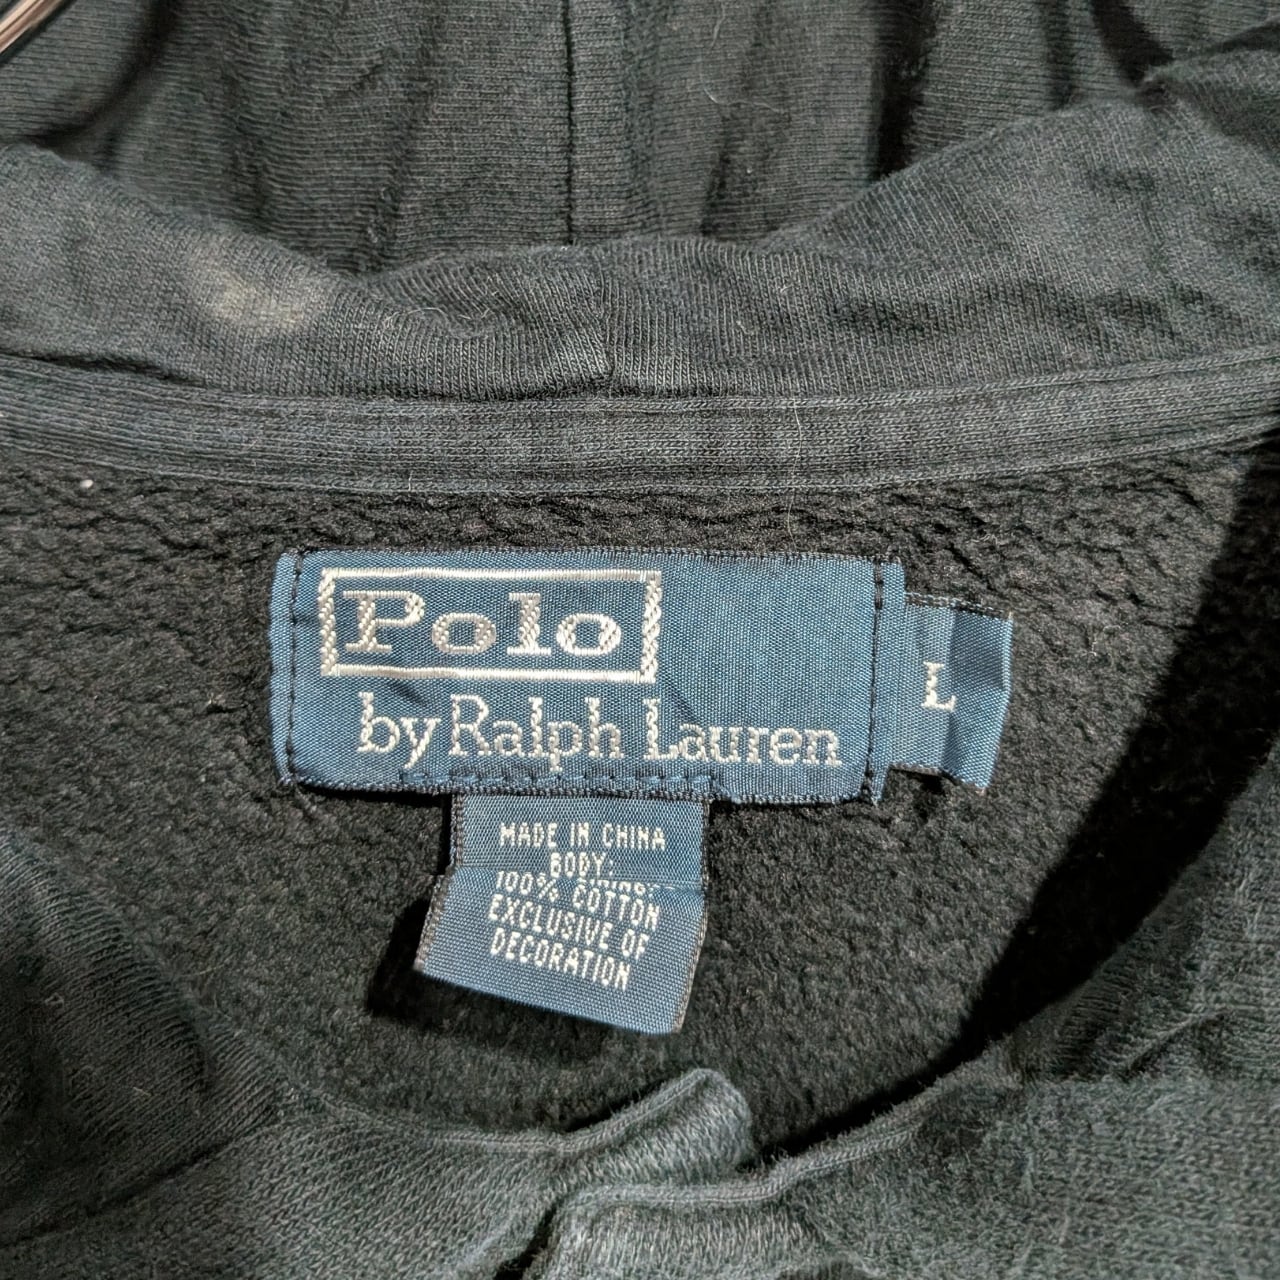 Polo
by Ralph Lauren
L
MADE IN CHINA
BODY:
100% COTTON
EXCLUSIVE OF
DECORATION